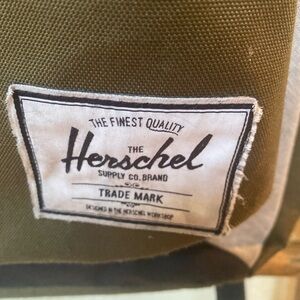 THE FINEST QUALITY
THE
Herschel
SUPPLY CO. BRAND
TRADE MARK
DESIGNED IN THE HERSCHEL WORKSHOP